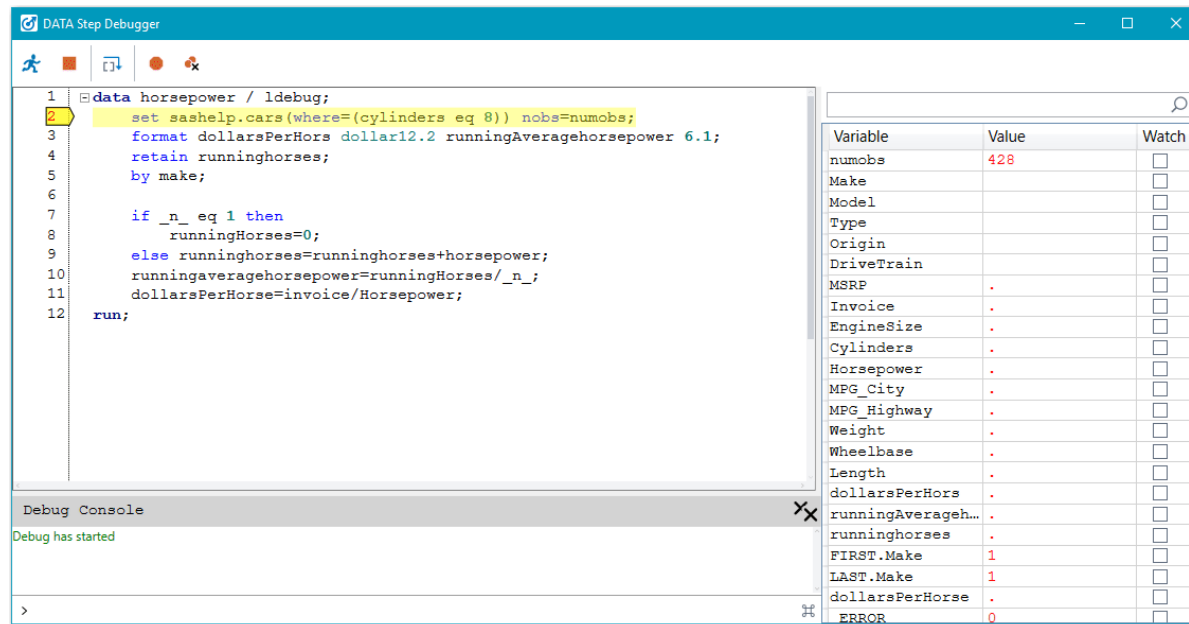 DATA Step Debugger
1 data horsepower / ldebug;
2 set sashelp.cars(where=(cylinders eq 8)) nobs=numobs;
3 format dollarsPerHors dollar12.2 runningAveragehorsepower 6.1;
4 retain runninghorses;
5 by make;
6
7 if _n_ eq 1 then
8 runningHorses=0;
9 else runninghorses=runninghorses+horsepower;
10 runningaveragehorsepower=runningHorses/_n_;
11 dollarsPerHorse=invoice/Horsepower;
12 run;
Debug Console
Debug has started
>
Variable Value Watch
numobs 428
Make
Model
Type
Origin
DriveTrain
MSRP .
Invoice .
EngineSize .
Cylinders .
Horsepower .
MPG_City .
MPG_Highway .
Weight .
Wheelbase .
Length .
dollarsPerHors .
runningAverageh... .
runninghorses .
FIRST.Make 1
LAST.Make 1
dollarsPerHorse .
_ERROR_ 0